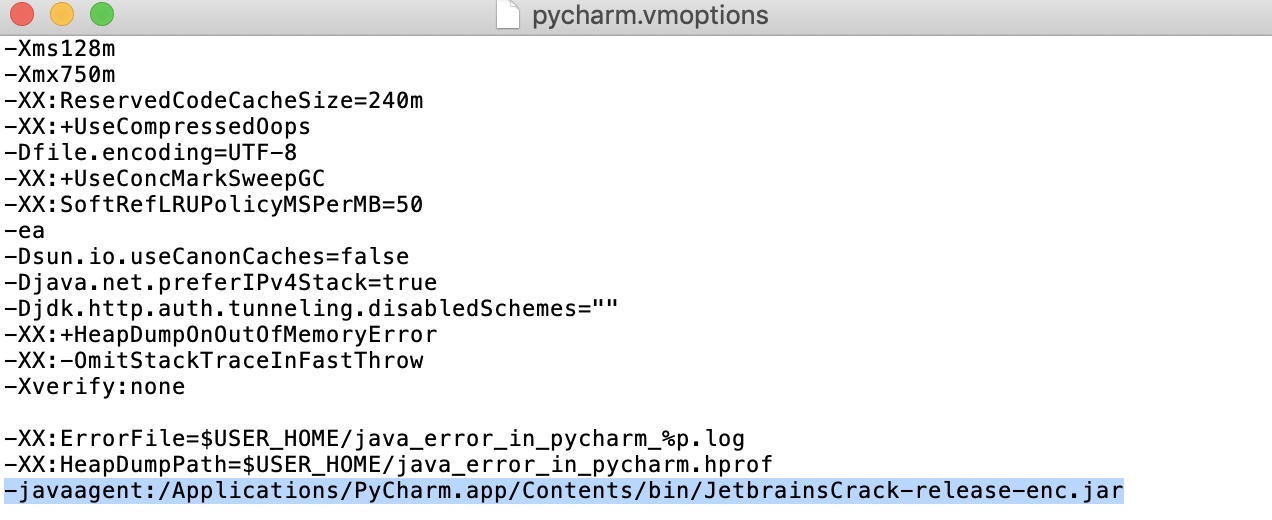 pycharm.vmoptions
-Xms128m
-Xmx750m
-XX:ReservedCodeCacheSize=240m
-XX:+UseCompressedOops
-Dfile.encoding=UTF-8
-XX:+UseConcMarkSweepGC
-XX:SoftRefLRUPolicyMSPerMB=50
-ea
-Dsun.io.useCanonCaches=false
-Djava.net.preferIPv4Stack=true
-Djdk.http.auth.tunneling.disabledSchemes=""
-XX:+HeapDumpOnOutOfMemoryError
-XX:-OmitStackTraceInFastThrow
-Xverify:none
-XX:ErrorFile=$USER_HOME/java_error_in_pycharm_%p.log
-XX:HeapDumpPath=$USER_HOME/java_error_in_pycharm.hprof
-javaagent:/Applications/PyCharm.app/Contents/bin/JetbrainsCrack-release-enc.jar